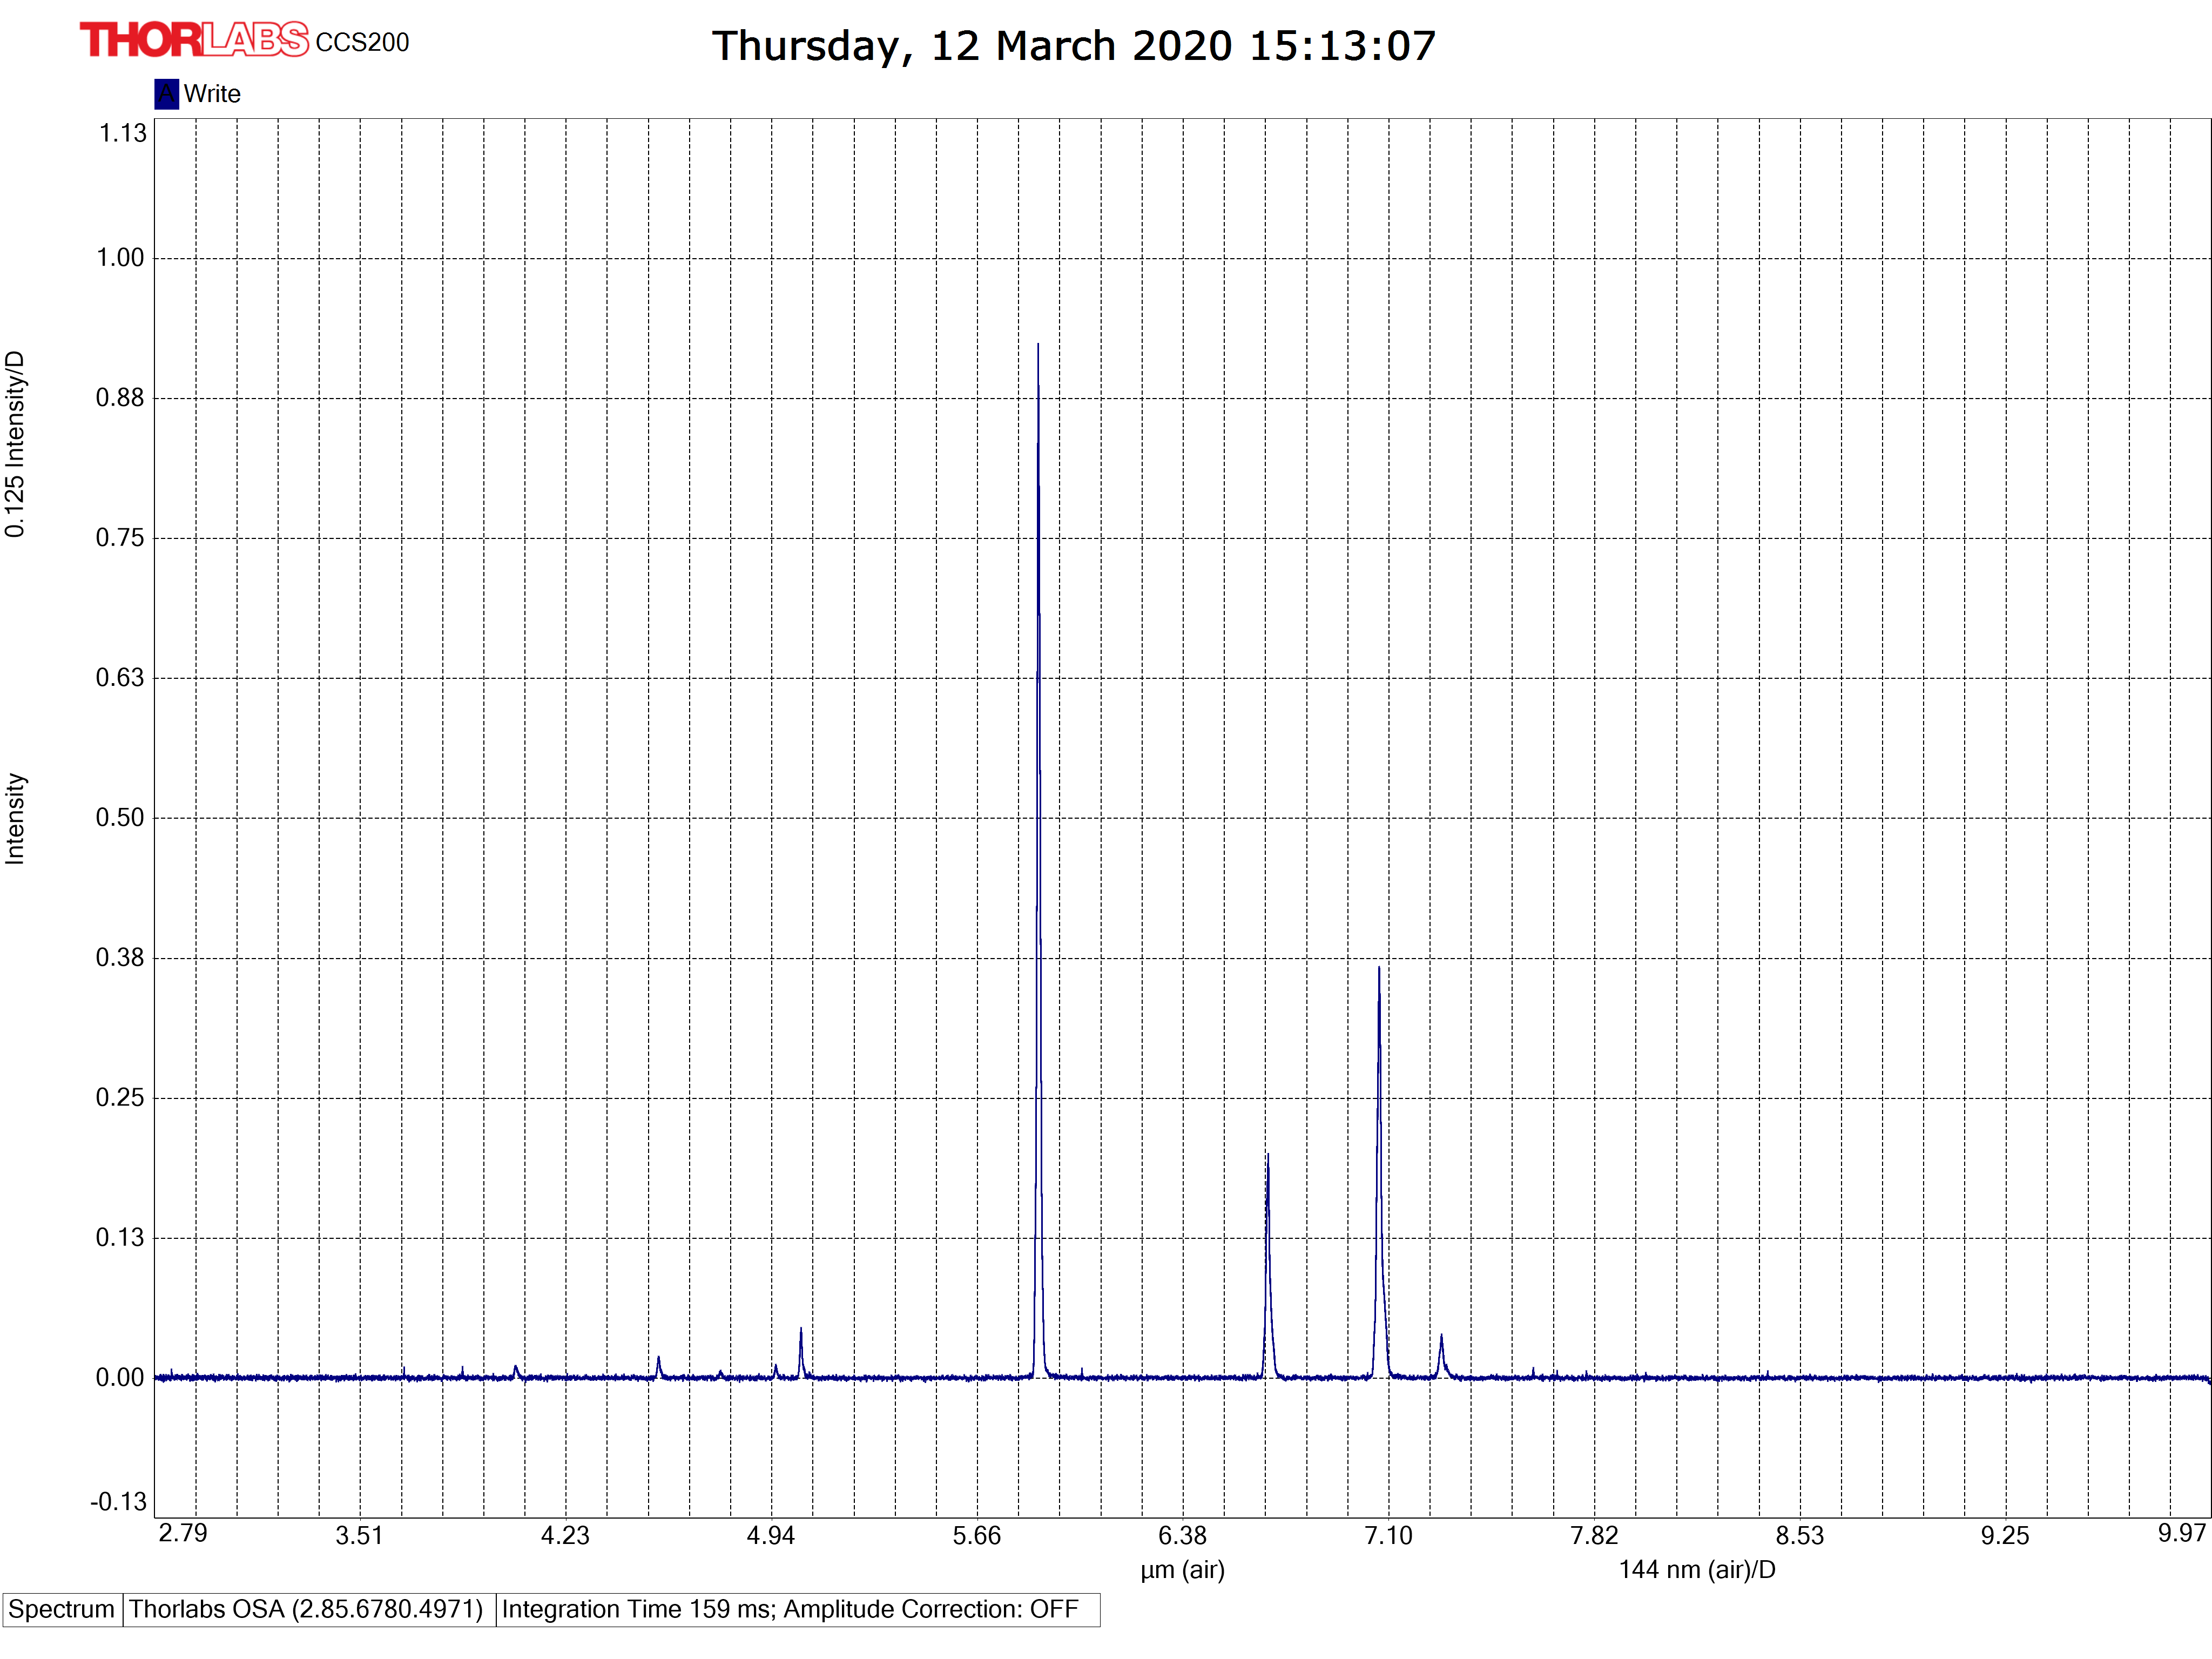 THORLABS CCS200
Thursday, 12 March 2020 15:13:07
A Write
1.13
1.00
0.88
0.75
0.63
0.50
0.38
0.25
0.13
0.00
-0.13
0.125 Intensity/D
Intensity
2.79 3.51 4.23 4.94 5.66 6.38 7.10 7.82 8.53 9.25 9.97
µm (air) 144 nm (air)/D
Spectrum Thorlabs OSA (2.85.6780.4971) Integration Time 159 ms; Amplitude Correction: OFF